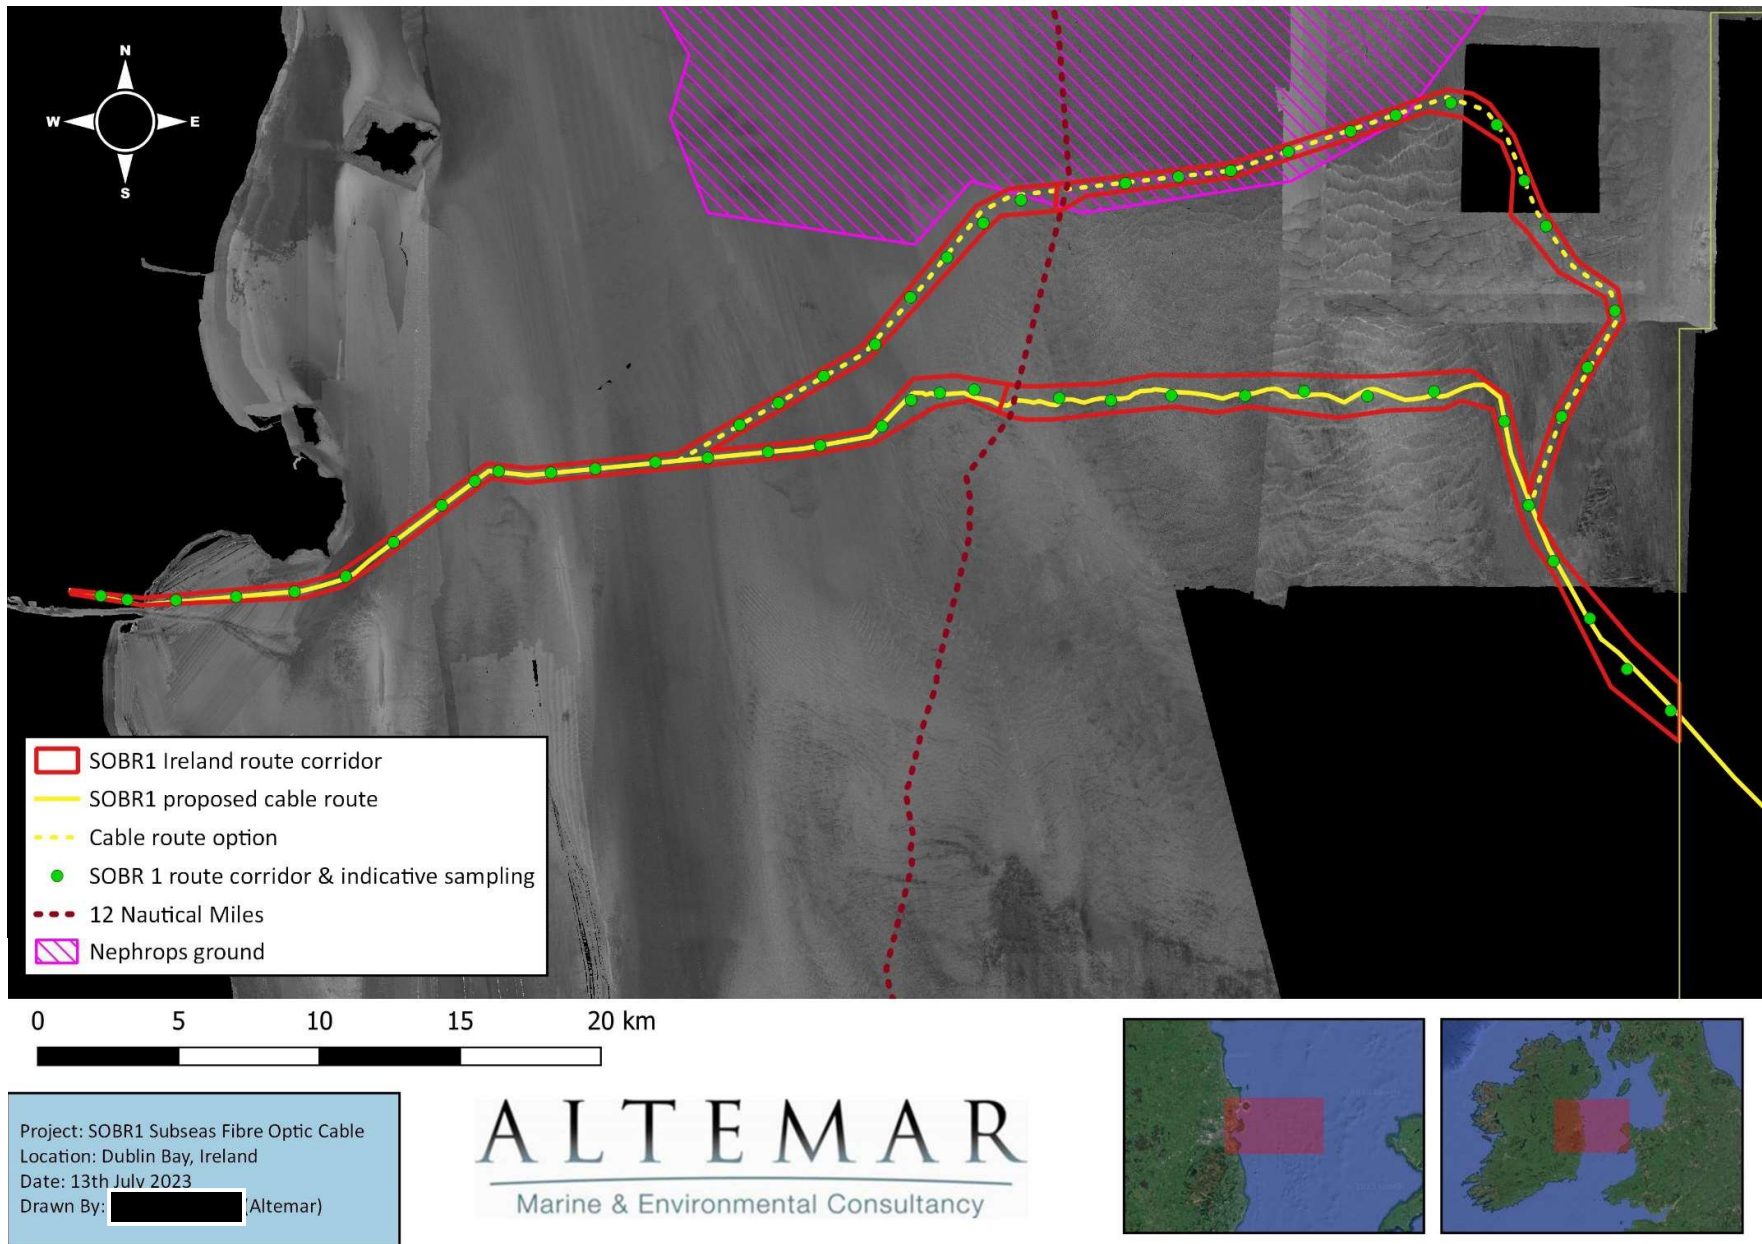 N
W E
S
SOBR1 Ireland route corridor
SOBR1 proposed cable route
Cable route option
SOBR 1 route corridor & indicative sampling
12 Nautical Miles
Nephrops ground
0 5 10 15 20 km
Project: SOBR1 Subseas Fibre Optic Cable
Location: Dublin Bay, Ireland
Date: 13th July 2023
Drawn By: (Altemar)
ALTEMAR
Marine & Environmental Consultancy